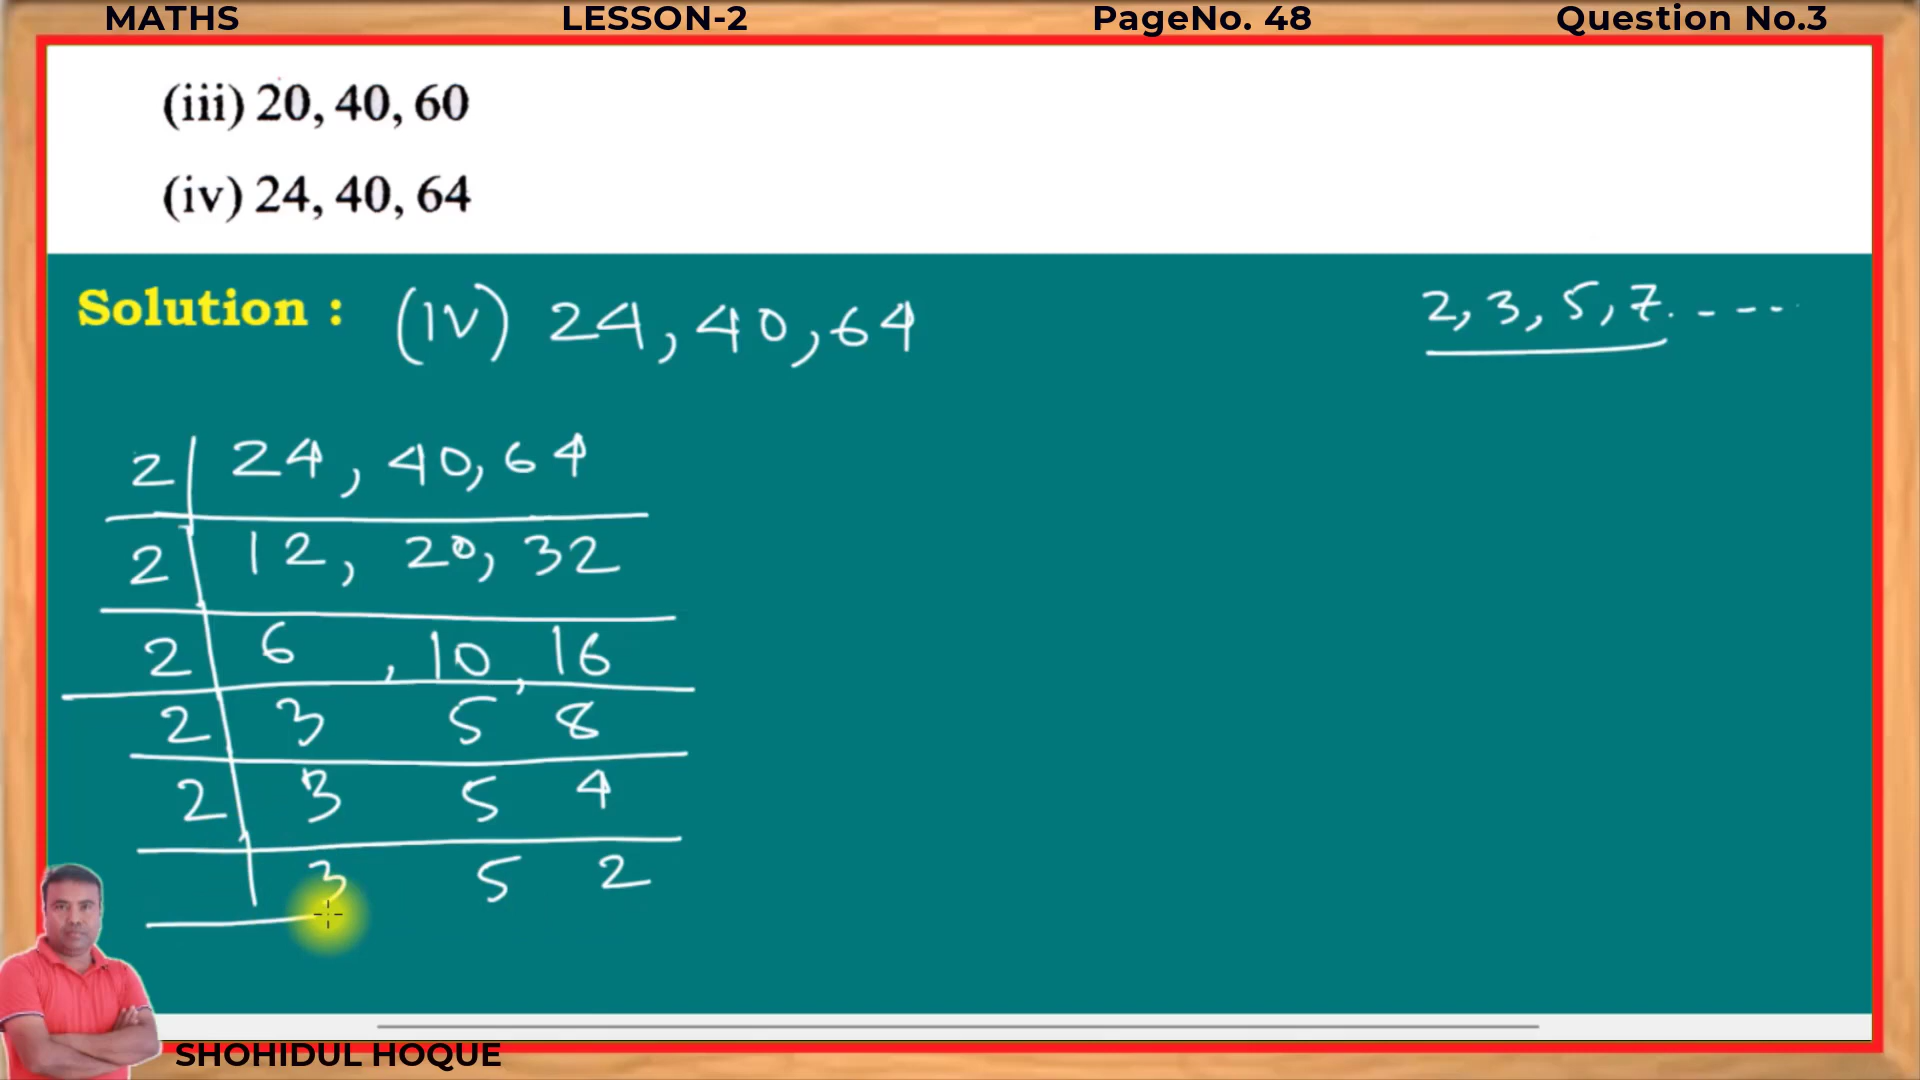 MATHS LESSON-2 PageNo. 48 Question No.3
(iii) 20, 40, 60
(iv) 24, 40, 64
Solution : (iv) 24, 40, 64
2, 3, 5, 7. - - - -
2 24, 40, 64
2 12, 20, 32
2 6, 10, 16
2 3 5 8
2 3 5 4
3 5 2
SHOHIDUL HOQUE